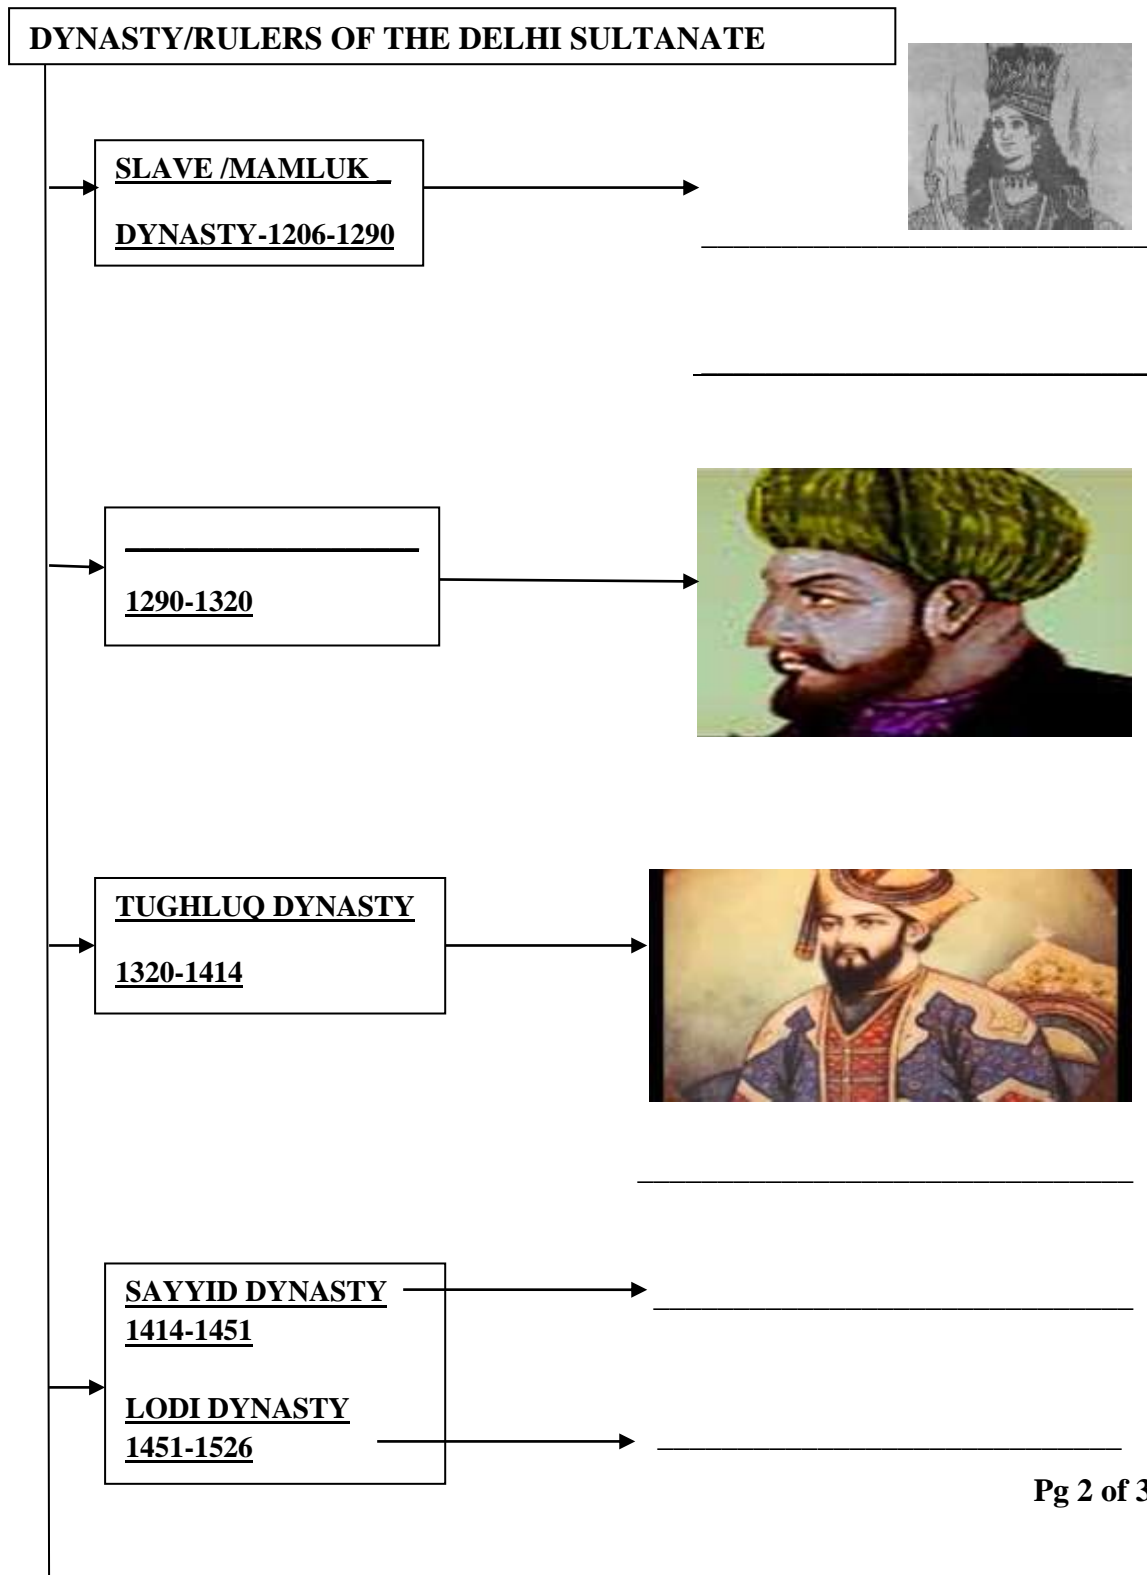 DYNASTY/RULERS OF THE DELHI SULTANATE
SLAVE /MAMLUK _
DYNASTY-1206-1290
1290-1320
TUGHLUQ DYNASTY
1320-1414
SAYYID DYNASTY
1414-1451
LODI DYNASTY
1451-1526
Pg 2 of 3